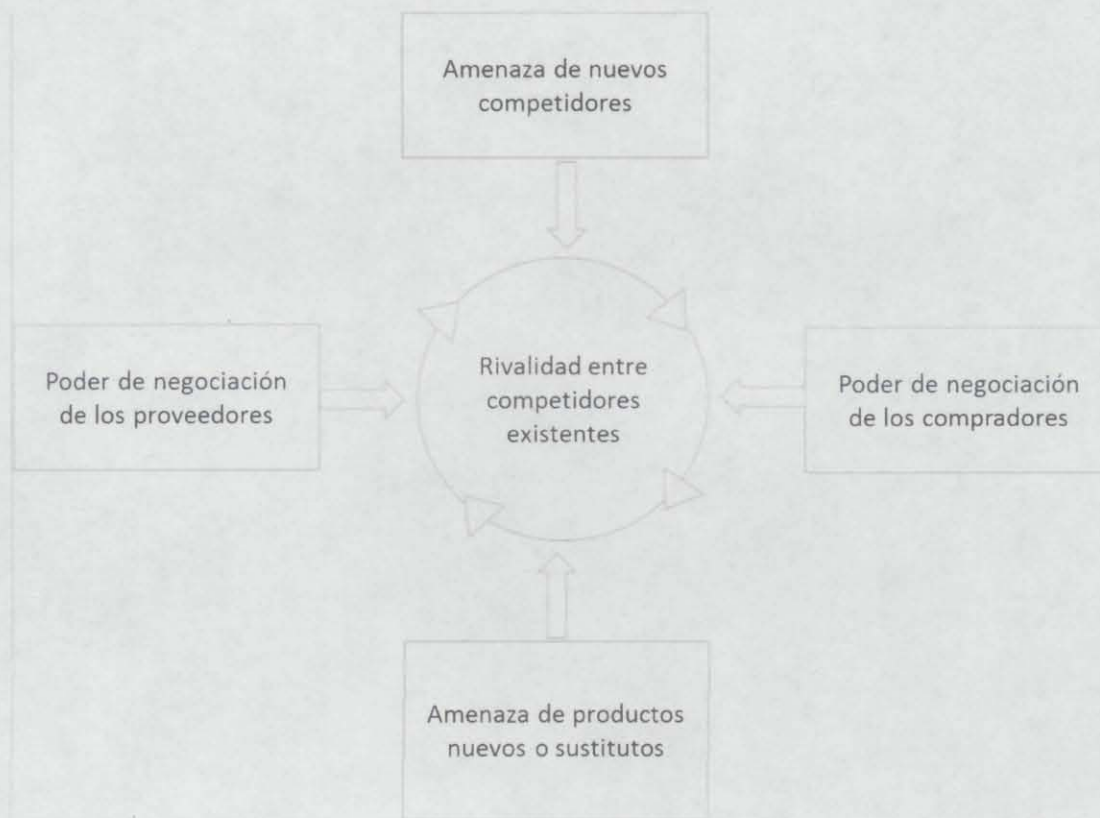 Amenaza de nuevos
competidores
Poder de negociación
de los proveedores
Rivalidad entre
competidores
existentes
Poder de negociación
de los compradores
Amenaza de productos
nuevos o sustitutos